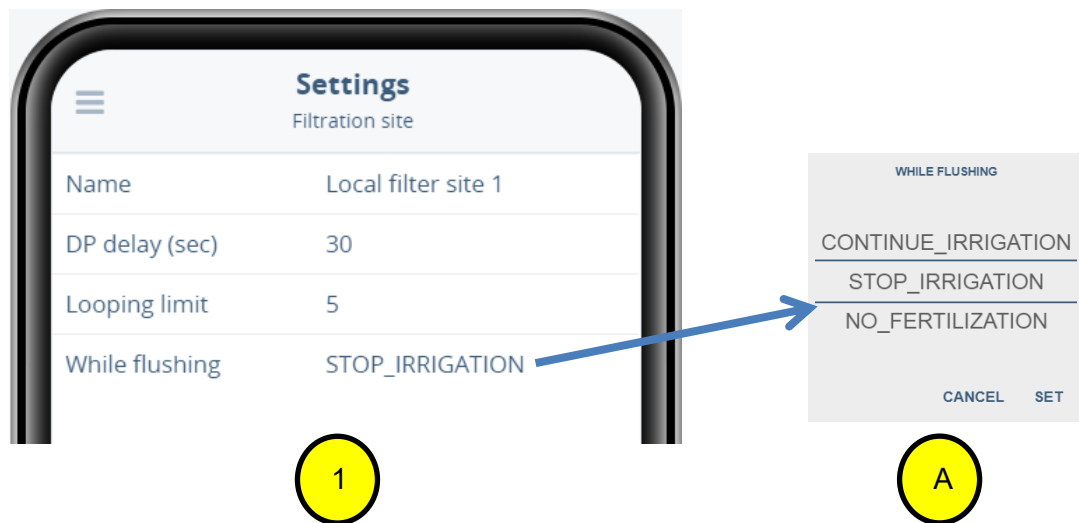 Settings
Filtration site
Name Local filter site 1
DP delay (sec) 30
Looping limit 5
While flushing STOP_IRRIGATION
1
WHILE FLUSHING
CONTINUE_IRRIGATION
STOP_IRRIGATION
NO_FERTILIZATION
CANCEL SET
A